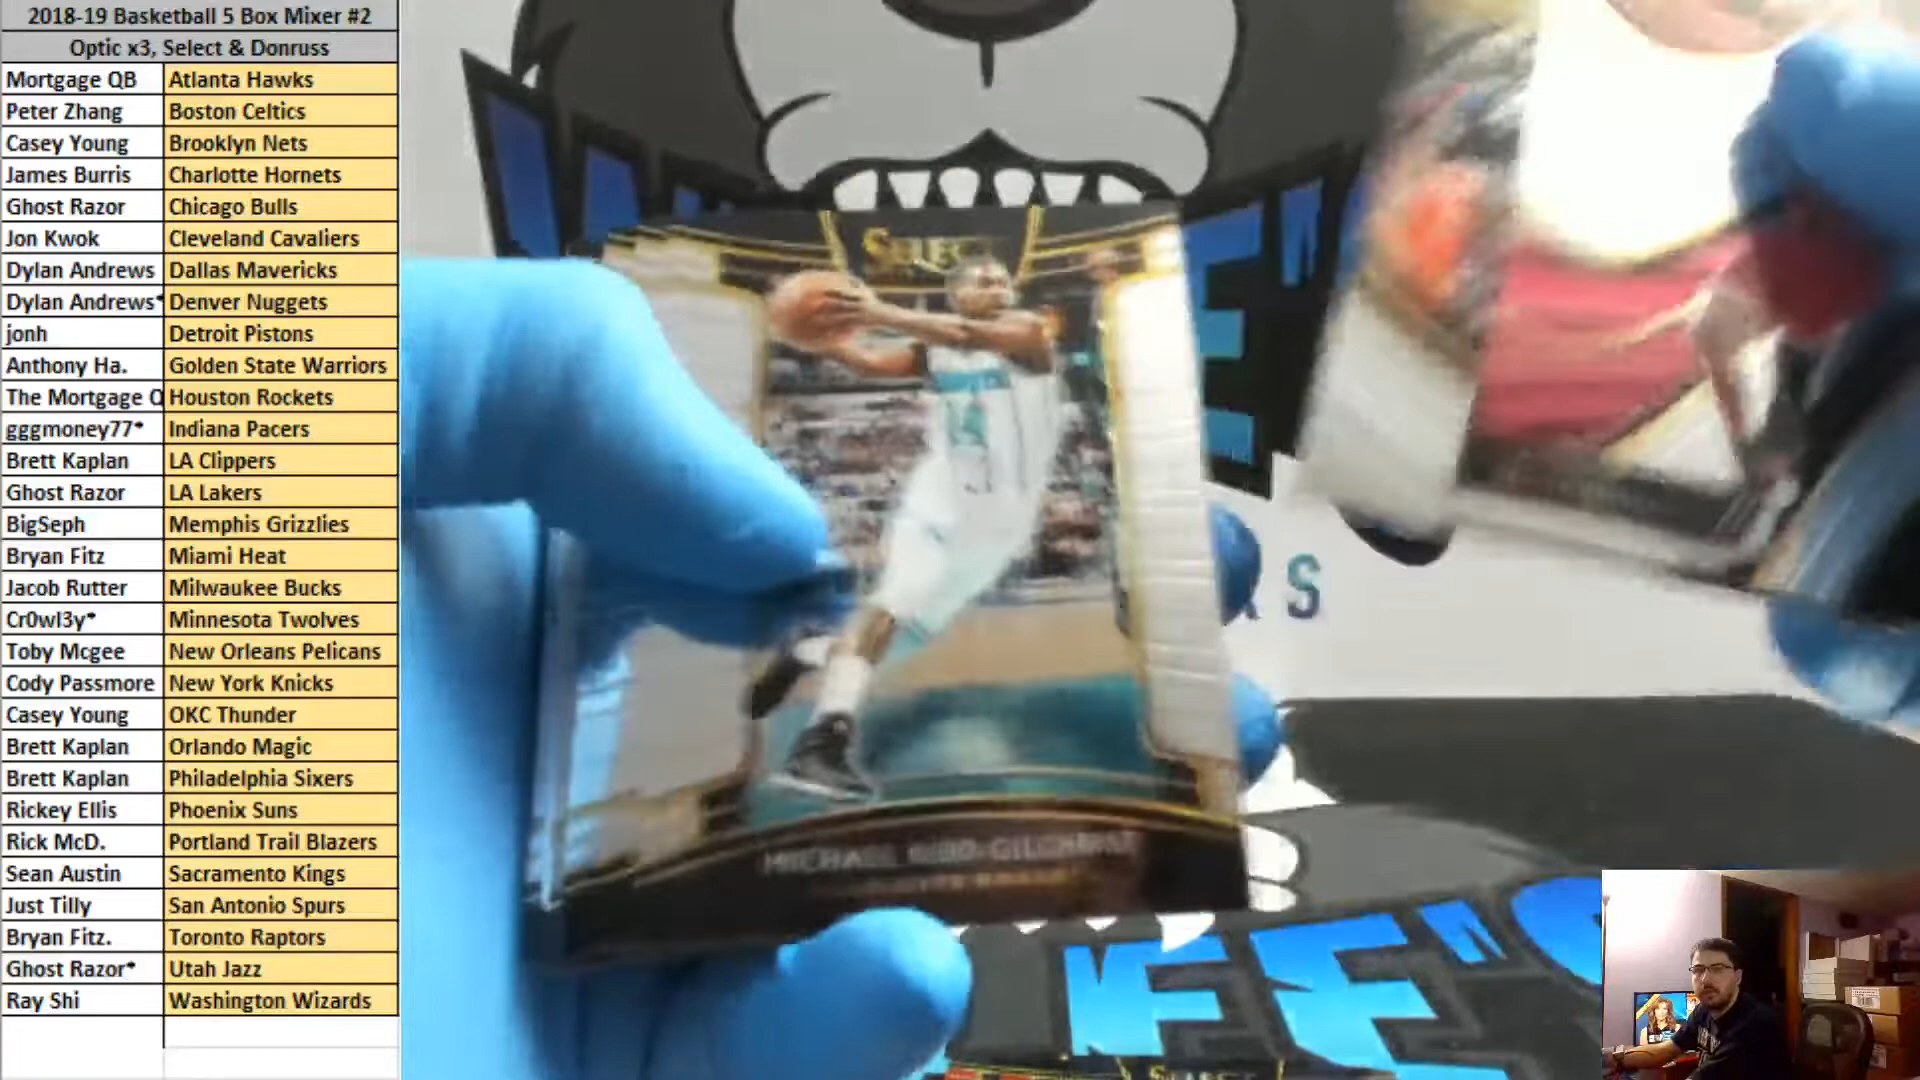 2018-19 Basketball 5 Box Mixer #2
Optic x3, Select & Donruss
Mortgage QB Atlanta Hawks
Peter Zhang Boston Celtics
Casey Young Brooklyn Nets
James Burris Charlotte Hornets
Ghost Razor Chicago Bulls
Jon Kwok Cleveland Cavaliers
Dylan Andrews Dallas Mavericks
Dylan Andrews* Denver Nuggets
jonh Detroit Pistons
Anthony Ha. Golden State Warriors
The Mortgage Q Houston Rockets
gggmoney77* Indiana Pacers
Brett Kaplan LA Clippers
Ghost Razor LA Lakers
BigSeph Memphis Grizzlies
Bryan Fitz Miami Heat
Jacob Rutter Milwaukee Bucks
Cr0wl3y* Minnesota Twolves
Toby Mcgee New Orleans Pelicans
Cody Passmore New York Knicks
Casey Young OKC Thunder
Brett Kaplan Orlando Magic
Brett Kaplan Philadelphia Sixers
Rickey Ellis Phoenix Suns
Rick McD. Portland Trail Blazers
Sean Austin Sacramento Kings
Just Tilly San Antonio Spurs
Bryan Fitz. Toronto Raptors
Ghost Razor* Utah Jazz
Ray Shi Washington Wizards
SELECT
MICHAEL KIDD-GILCHRIST